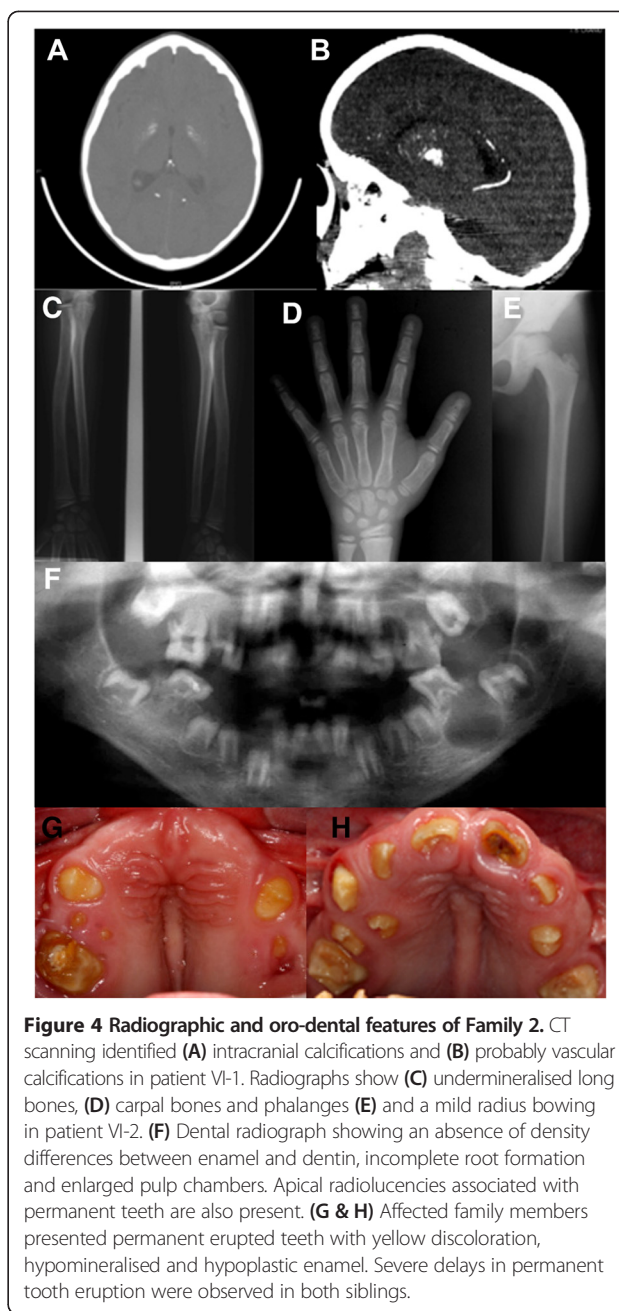 A
B
C
D
E
F
G
H
Figure 4 Radiographic and oro-dental features of Family 2. CT
scanning identified (A) intracranial calcifications and (B) probably vascular
calcifications in patient VI-1. Radiographs show (C) undermineralised long
bones, (D) carpal bones and phalanges (E) and a mild radius bowing
in patient VI-2. (F) Dental radiograph showing an absence of density
differences between enamel and dentin, incomplete root formation
and enlarged pulp chambers. Apical radiolucencies associated with
permanent teeth are also present. (G & H) Affected family members
presented permanent erupted teeth with yellow discoloration,
hypomineralised and hypoplastic enamel. Severe delays in permanent
tooth eruption were observed in both siblings.